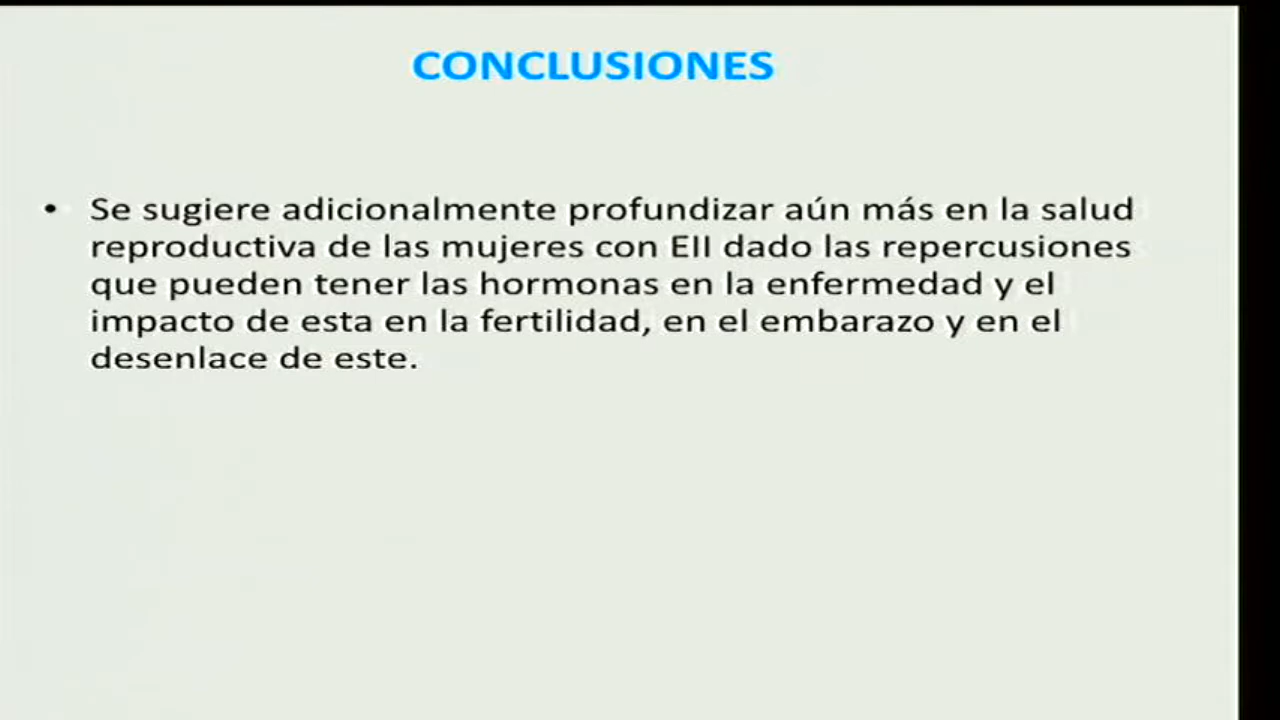 CONCLUSIONES
• Se sugiere adicionalmente profundizar aún más en la salud
reproductiva de las mujeres con EII dado las repercusiones
que pueden tener las hormonas en la enfermedad y el
impacto de esta en la fertilidad, en el embarazo y en el
desenlace de este.